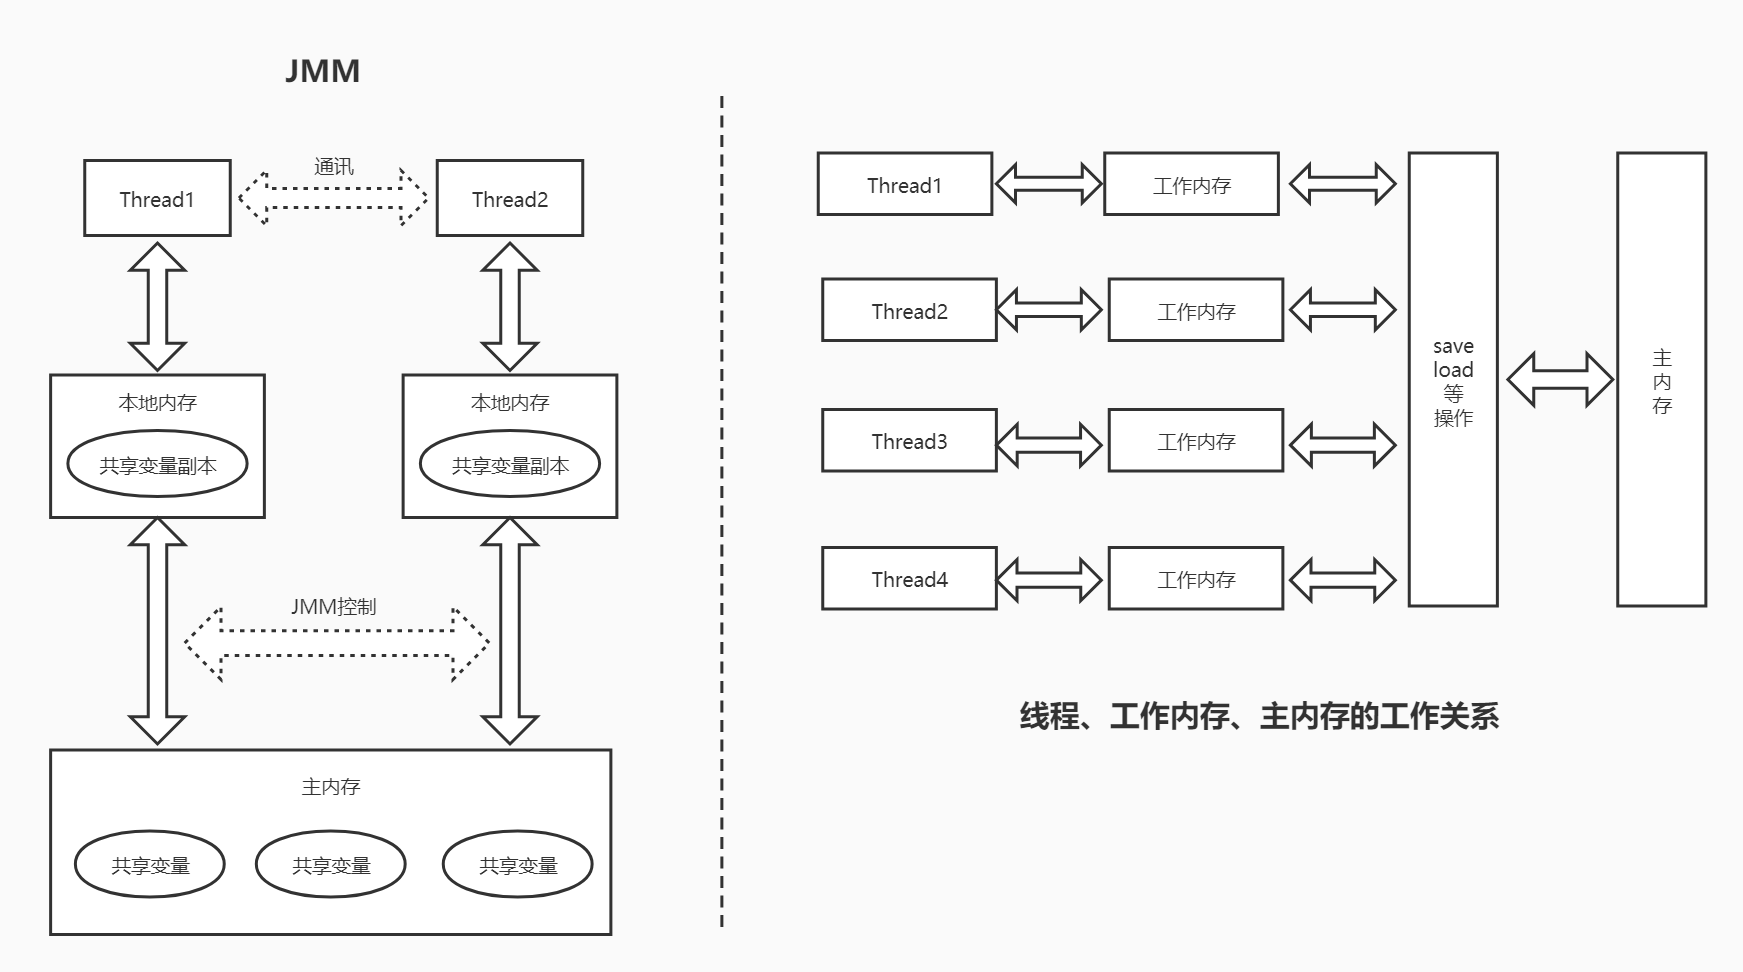 JMM
通讯
Thread1
Thread2
本地内存
本地内存
共享变量副本
共享变量副本
JMM控制
主内存
共享变量
共享变量
共享变量
Thread1
工作内存
Thread2
工作内存
Thread3
工作内存
Thread4
工作内存
save
load
等
操作
主
内
存
线程、工作内存、主内存的工作关系